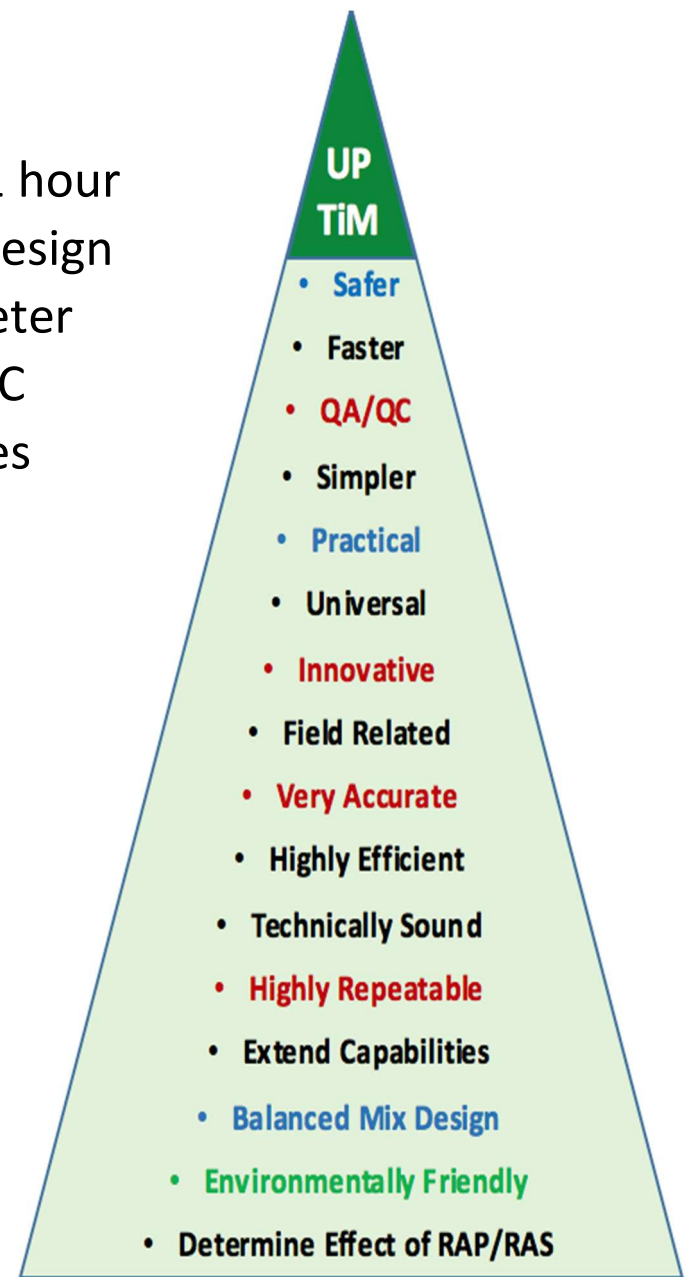 hour
esign
eter
C
es
UP
TiM
• Safer
• Faster
• QA/QC
• Simpler
• Practical
• Universal
• Innovative
• Field Related
• Very Accurate
• Highly Efficient
• Technically Sound
• Highly Repeatable
• Extend Capabilities
• Balanced Mix Design
• Environmentally Friendly
• Determine Effect of RAP/RAS